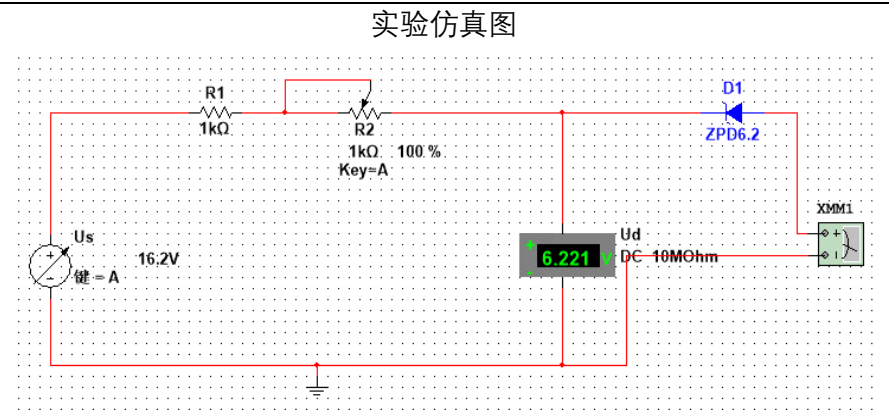 实验仿真图
R1
1kΩ
R2
1kΩ 100 %
Key=A
D1
ZPD6.2
XMM1
+
Us
+
16.2V
键 = A
Ud
+
6.221 V
DC 10MOhm
-